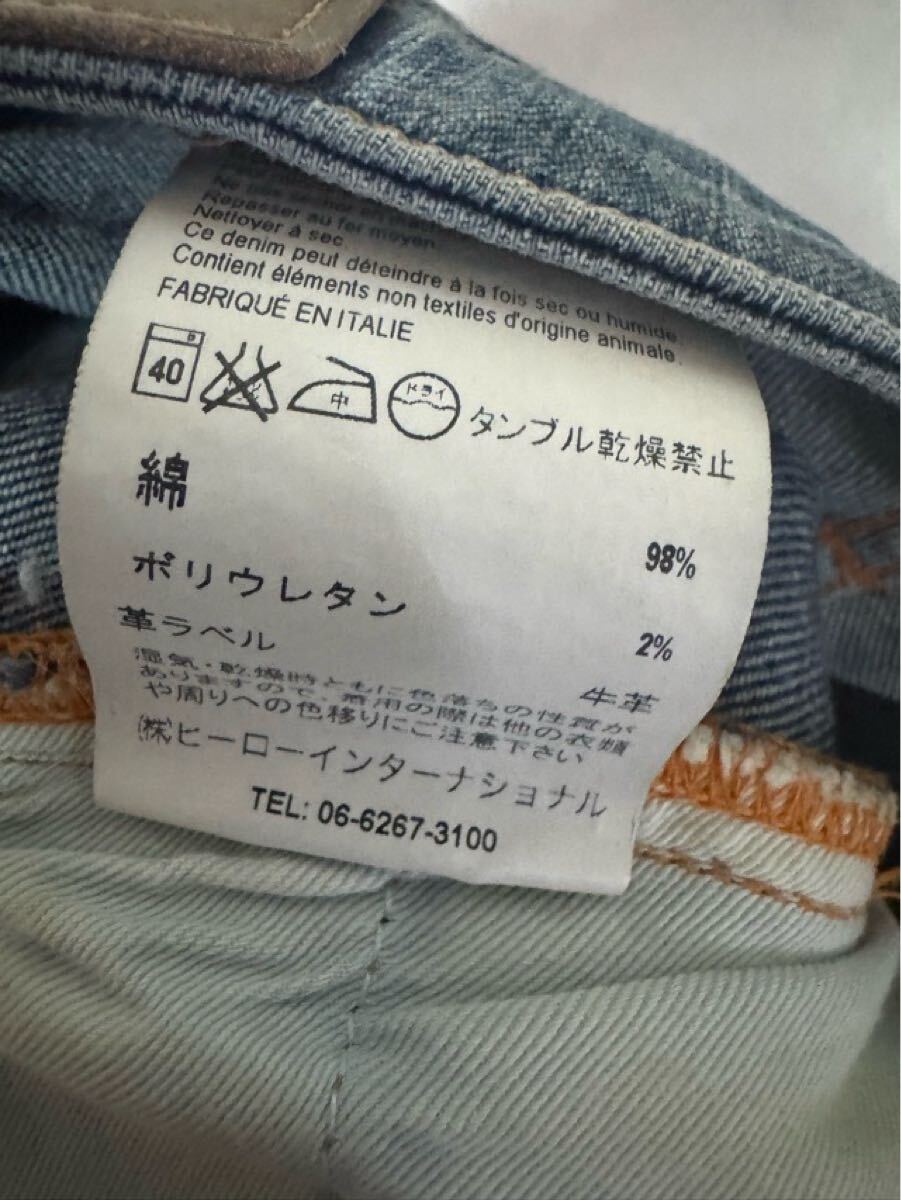 Repasser au fer moyen.
Nettoyer à sec.
Ce denim peut déteindre à la fois sec ou humide.
Contient éléments non textiles d'origine animale.
FABRIQUÉ EN ITALIE
40 中 ドライ タンブル乾燥禁止
綿 98%
ポリウレタン 2%
革ラベル 牛革
湿気・乾燥時ともに色落ちの性質が
ありますので、着用の際は他の衣類
や周りへの色移りにご注意下さい
㈱ヒーローインターナショナル
TEL: 06-6267-3100